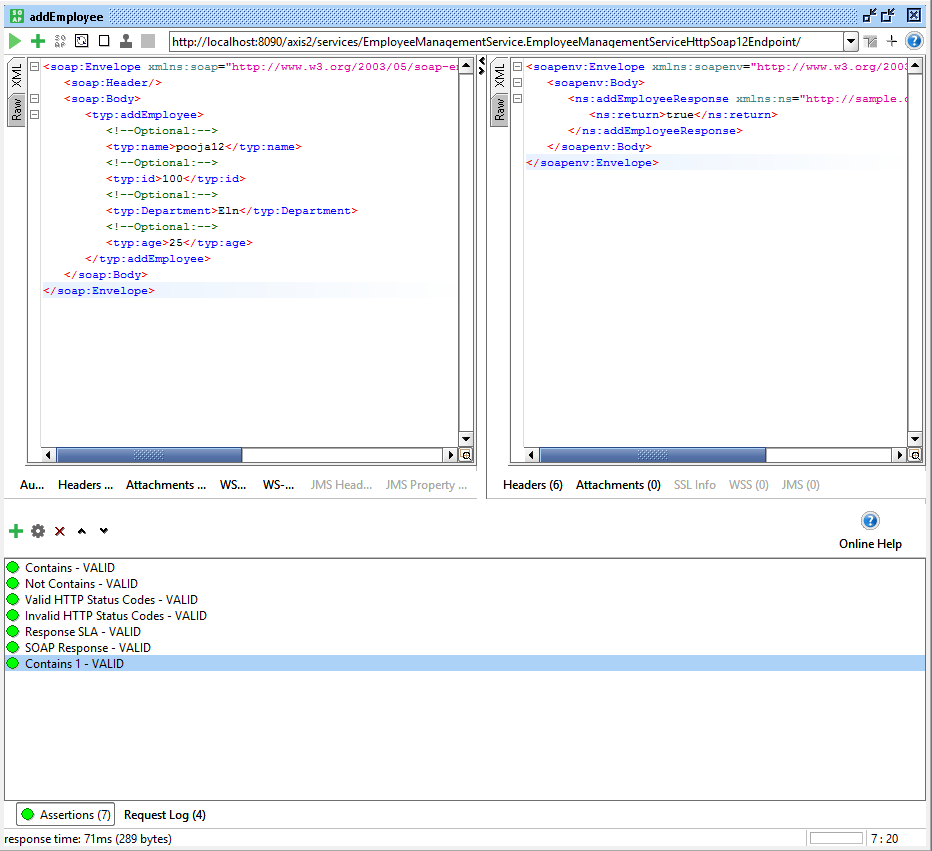 SO
AP
addEmployee
http://localhost:8090/axis2/services/EmployeeManagementService.EmployeeManagementServiceHttpSoap12Endpoint/
XML
Raw
<soap:Envelope xmlns:soap="http://www.w3.org/2003/05/soap-e
<soap:Header/>
<soap:Body>
<typ:addEmployee>
<!--Optional:-->
<typ:name>pooja12</typ:name>
<!--Optional:-->
<typ:id>100</typ:id>
<!--Optional:-->
<typ:Department>Eln</typ:Department>
<!--Optional:-->
<typ:age>25</typ:age>
</typ:addEmployee>
</soap:Body>
</soap:Envelope>
XML
Raw
<soapenv:Envelope xmlns:soapenv="http://www.w3.org/2003
<soapenv:Body>
<ns:addEmployeeResponse xmlns:ns="http://sample.
<ns:return>true</ns:return>
</ns:addEmployeeResponse>
</soapenv:Body>
</soapenv:Envelope>
Au... Headers ... Attachments ... WS... WS-... JMS Head... JMS Property ...
Headers (6) Attachments (0) SSL Info WSS (0) JMS (0)
Online Help
Contains - VALID
Not Contains - VALID
Valid HTTP Status Codes - VALID
Invalid HTTP Status Codes - VALID
Response SLA - VALID
SOAP Response - VALID
Contains 1 - VALID
Assertions (7) Request Log (4)
response time: 71ms (289 bytes)
7 : 20